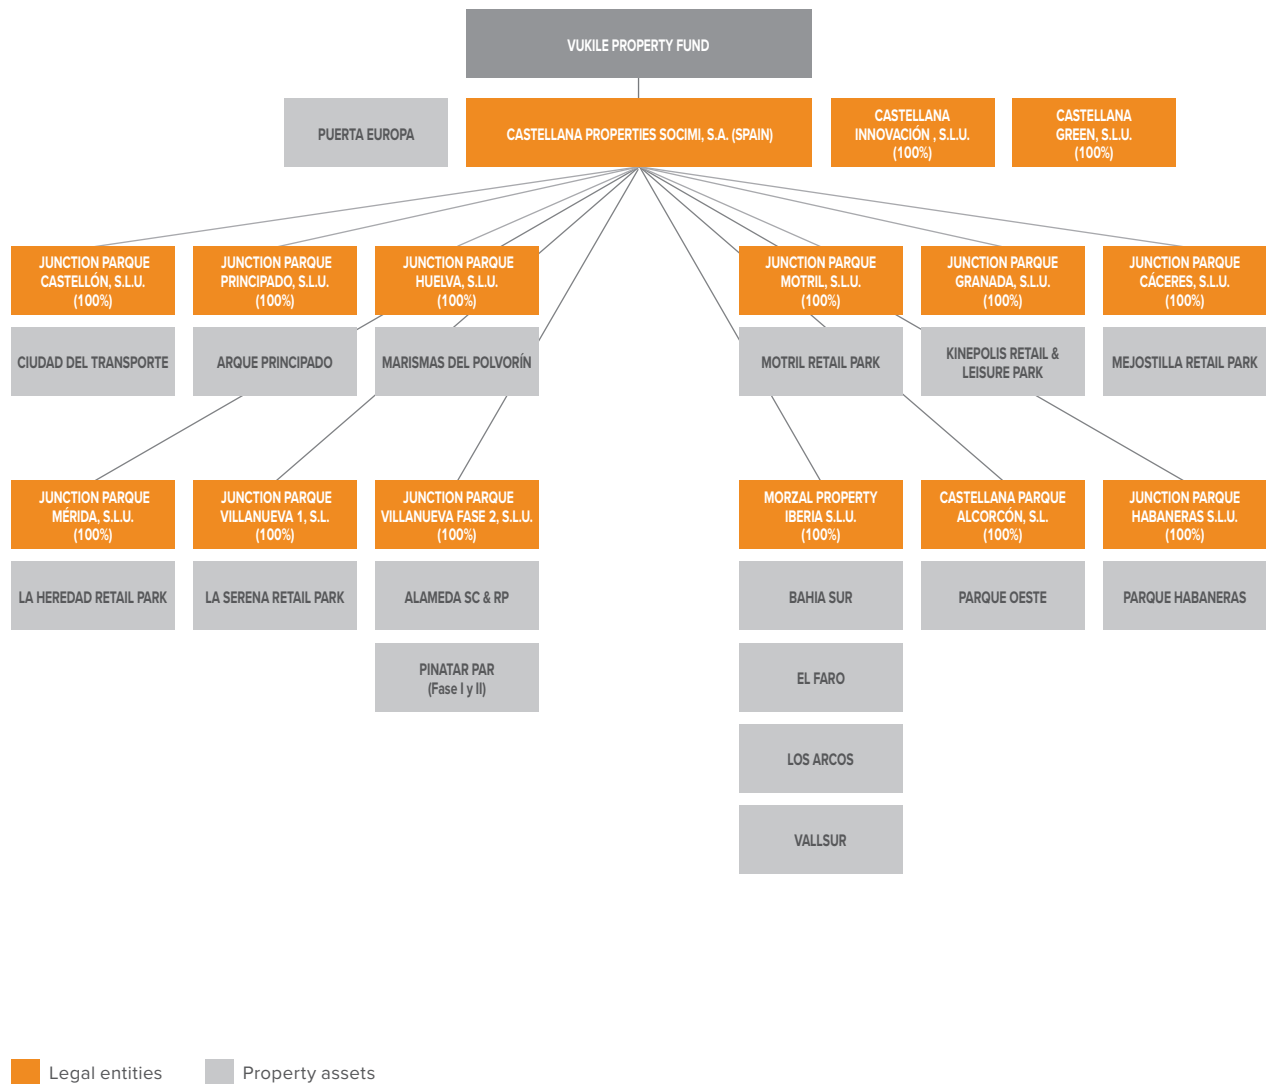 VUKILE PROPERTY FUND
PUERTA EUROPA
CASTELLANA PROPERTIES SOCIMI, S.A. (SPAIN)
CASTELLANA
INNOVACIÓN , S.L.U.
(100%)
CASTELLANA
GREEN, S.L.U.
(100%)
JUNCTION PARQUE
CASTELLÓN, S.L.U.
(100%)
JUNCTION PARQUE
PRINCIPADO, S.L.U.
(100%)
JUNCTION PARQUE
HUELVA, S.L.U.
(100%)
JUNCTION PARQUE
MOTRIL, S.L.U.
(100%)
JUNCTION PARQUE
GRANADA, S.L.U.
(100%)
JUNCTION PARQUE
CÁCERES, S.L.U.
(100%)
CIUDAD DEL TRANSPORTE
ARQUE PRINCIPADO
MARISMAS DEL POLVORÍN
MOTRIL RETAIL PARK
KINEPOLIS RETAIL &
LEISURE PARK
MEJOSTILLA RETAIL PARK
JUNCTION PARQUE
MÉRIDA, S.L.U.
(100%)
JUNCTION PARQUE
VILLANUEVA 1, S.L.
(100%)
JUNCTION PARQUE
VILLANUEVA FASE 2, S.L.U.
(100%)
MORZAL PROPERTY
IBERIA S.L.U.
(100%)
CASTELLANA PARQUE
ALCORCÓN, S.L.
(100%)
JUNCTION PARQUE
HABANERAS S.L.U.
(100%)
LA HEREDAD RETAIL PARK
LA SERENA RETAIL PARK
ALAMEDA SC & RP
BAHIA SUR
PARQUE OESTE
PARQUE HABANERAS
PINATAR PAR
(Fase I y II)
EL FARO
LOS ARCOS
VALLSUR
Legal entities
Property assets